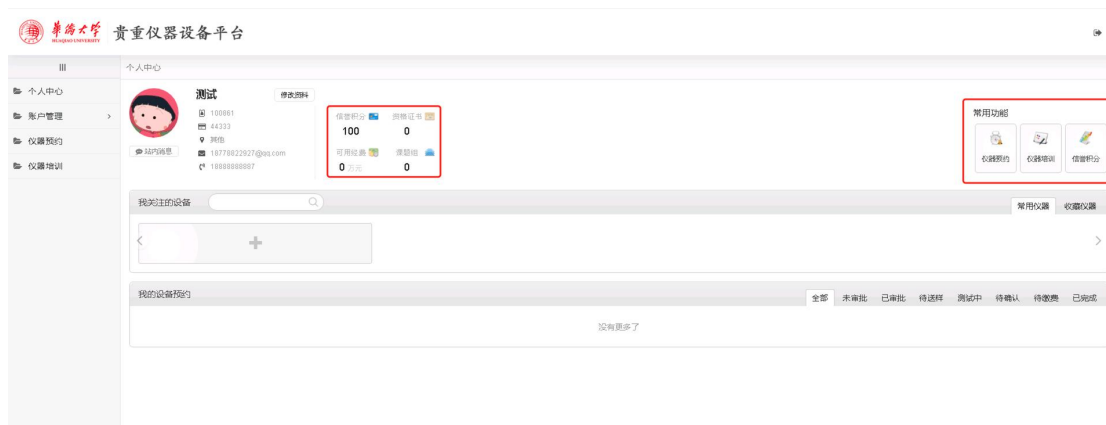 華僑大學
HUAQIAO UNIVERSITY
贵重仪器设备平台
个人中心
账户管理
仪器预约
仪器培训
个人中心
测试
修改资料
100861
44333
其他
18778822927@qq.com
18888888887
站内消息
信誉积分 资格证书
100 0
可用经费 课题组
0 万元 0
常用功能
仪器预约 仪器培训 信誉积分
我关注的设备
常用仪器 收藏仪器
我的设备预约
全部 未审批 已审批 待送样 测试中 待确认 待缴费 已完成
没有更多了